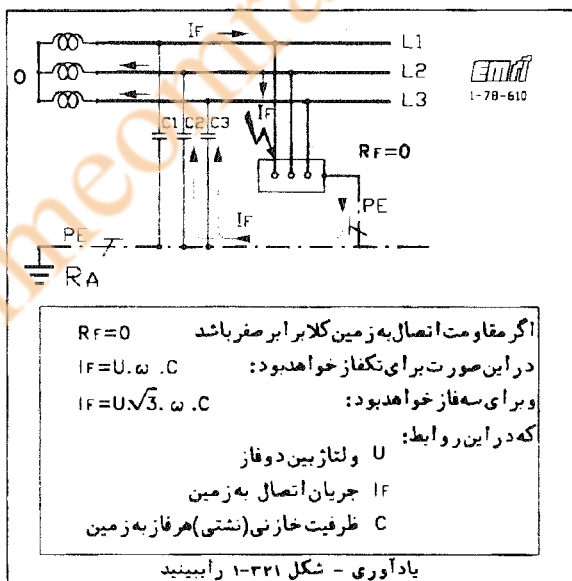 IF
L1
L2
L3
O
emri
1-78-610
C1 C2 C3
IF
RF=0
PE
IF
PE
RA
اگر مقاومت اتصال به زمین کلا برابر صفر باشد RF=0
در این صورت برای تکفاز خواهد بود: IF=U.ω.C
و برای سه‌فاز خواهد بود: IF=U√3.ω.C
که در این روابط:
U ولتاژ بین دوفاز
IF جریان اتصال به زمین
C ظرفیت خازنی(نشتی)هر فاز به زمین
یادآوری - شکل ۳۲۱-۱ را ببینید